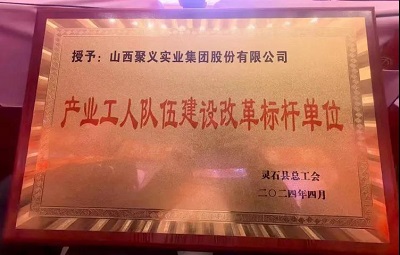 授予：山西聚义实业集团股份有限公司
产业工人队伍建设改革标杆单位
灵石县总工会
二〇二四年四月